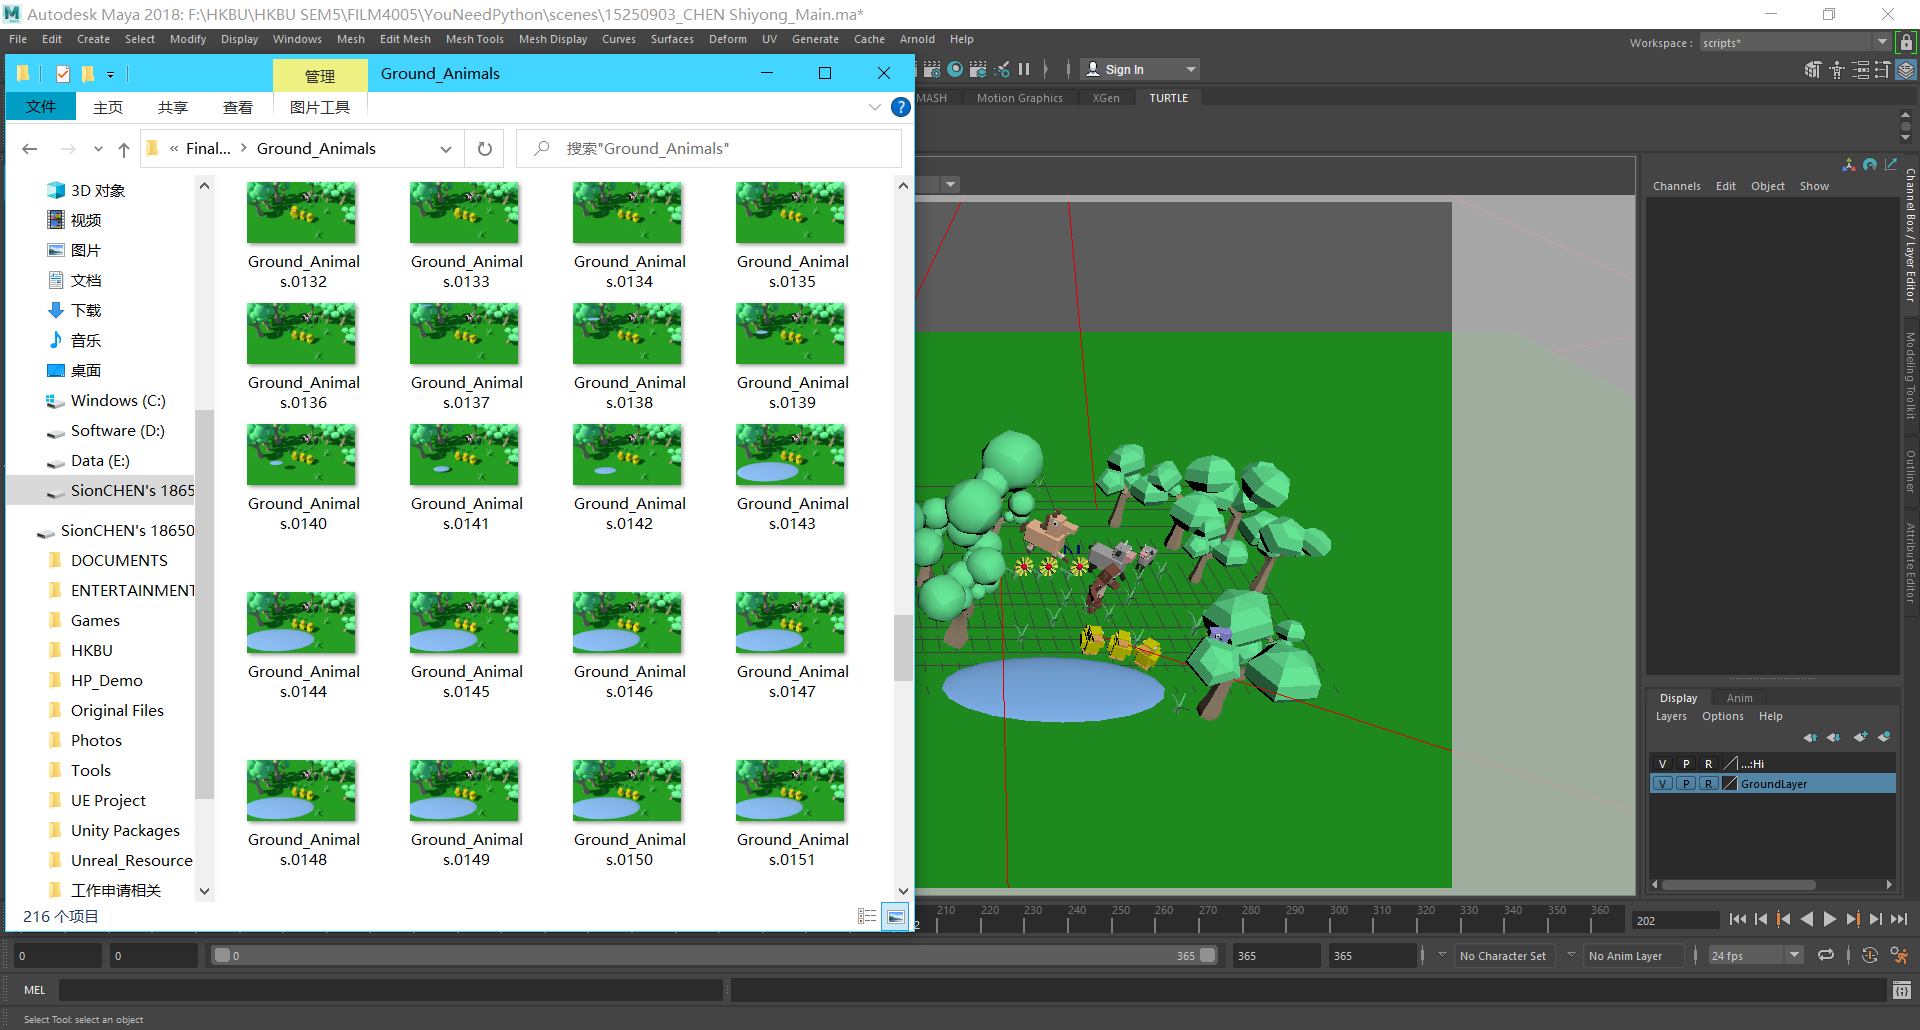 Autodesk Maya 2018: F:\HKBU\HKBU SEM5\FILM4005\YouNeedPython\scenes\15250903_CHEN Shiyong_Main.ma*
File Edit Create Select Modify Display Windows Mesh Edit Mesh Mesh Tools Mesh Display Curves Surfaces Deform UV Generate Cache Arnold Help
Workspace : scripts*
管理 Ground_Animals
Sign In
文件 主页 共享 查看 图片工具
MASH Motion Graphics XGen TURTLE
« Final... Ground_Animals
搜索"Ground_Animals"
3D 对象
视频
图片
文档
下载
音乐
桌面
Windows (C:)
Software (D:)
Data (E:)
SionCHEN's 1865
SionCHEN's 18650
DOCUMENTS
ENTERTAINMENT
Games
HKBU
HP_Demo
Original Files
Photos
Tools
UE Project
Unity Packages
Unreal_Resource
工作申请相关
216 个项目
Ground_Animals.0132 Ground_Animals.0133 Ground_Animals.0134 Ground_Animals.0135
Ground_Animals.0136 Ground_Animals.0137 Ground_Animals.0138 Ground_Animals.0139
Ground_Animals.0140 Ground_Animals.0141 Ground_Animals.0142 Ground_Animals.0143
Ground_Animals.0144 Ground_Animals.0145 Ground_Animals.0146 Ground_Animals.0147
Ground_Animals.0148 Ground_Animals.0149 Ground_Animals.0150 Ground_Animals.0151
Channels Edit Object Show
Channel Box / Layer Editor
Modeling Toolkit
Outliner
Attribute Editor
Display Anim
Layers Options Help
V P R ...:Hi
V P R GroundLayer
210 220 230 240 250 260 270 280 290 300 310 320 330 340 350 360
202
0 0 0 365 365 365 No Character Set No Anim Layer 24 fps
MEL
Select Tool: select an object